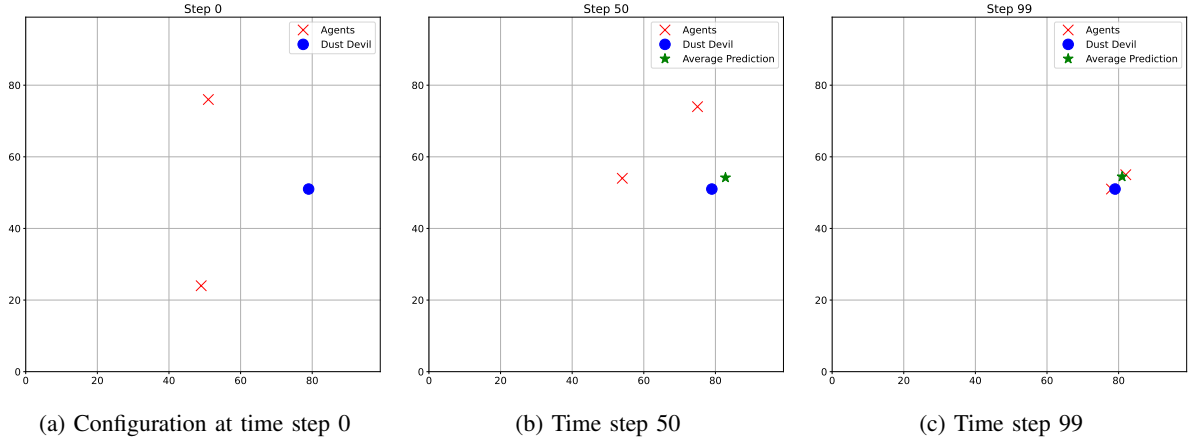 Step 0
Agents
Dust Devil
80
60
40
20
0
0 20 40 60 80
(a) Configuration at time step 0
Step 50
Agents
Dust Devil
Average Prediction
80
60
40
20
0
0 20 40 60 80
(b) Time step 50
Step 99
Agents
Dust Devil
Average Prediction
80
60
40
20
0
0 20 40 60 80
(c) Time step 99